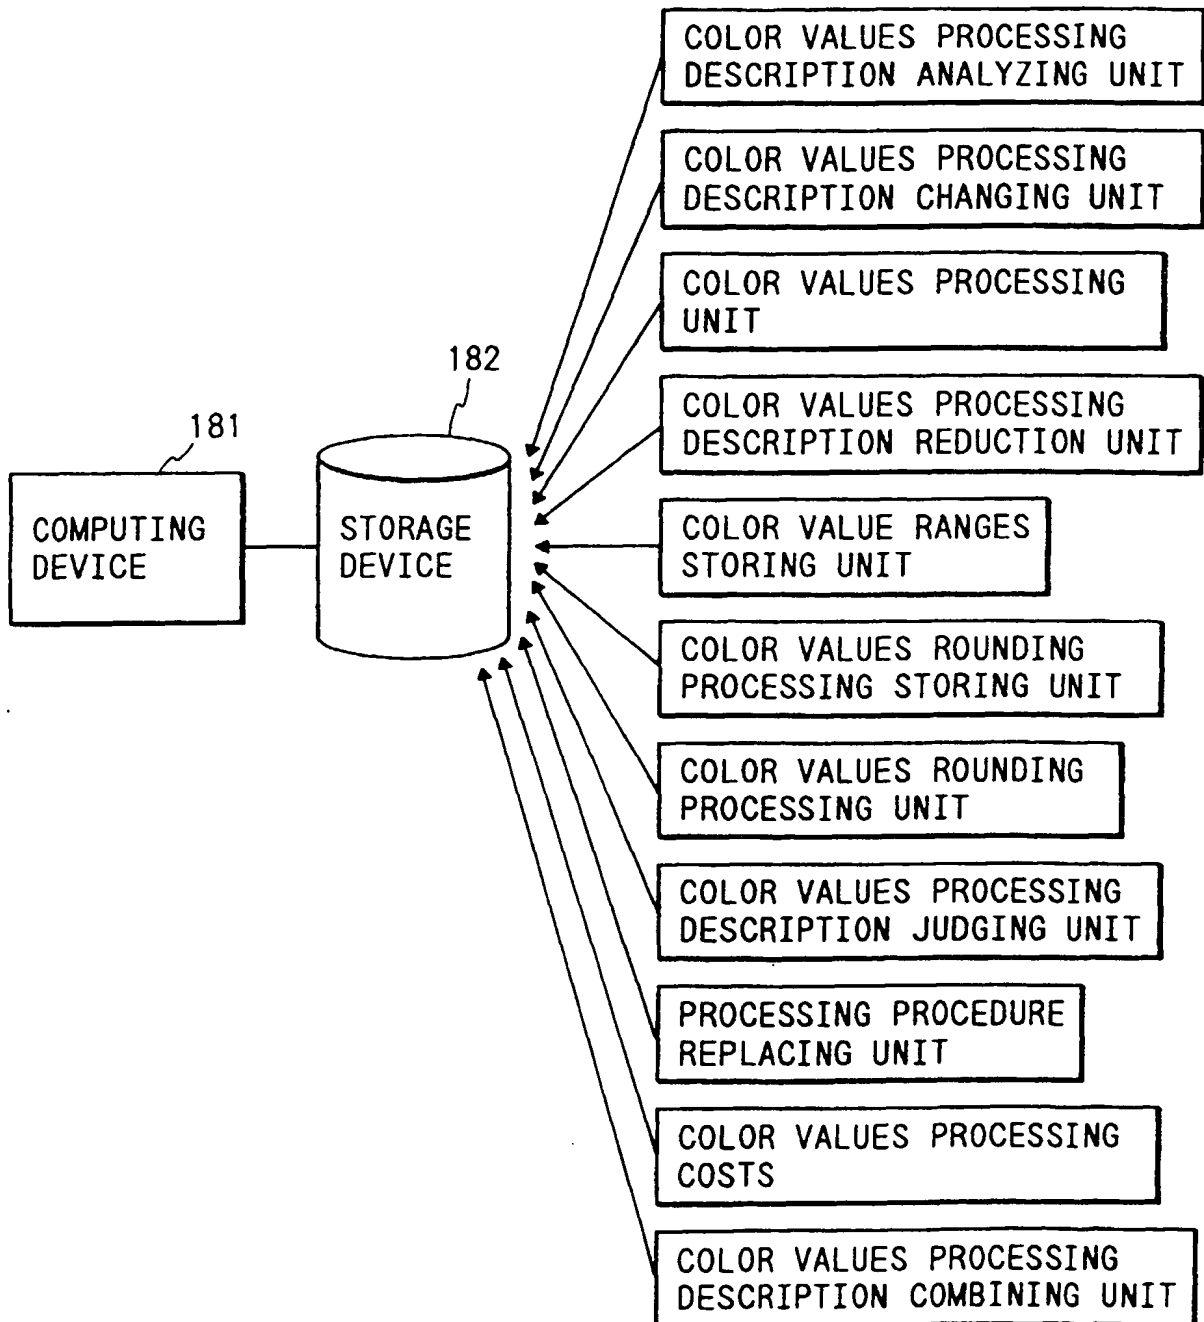 COLOR VALUES PROCESSING
DESCRIPTION ANALYZING UNIT
COLOR VALUES PROCESSING
DESCRIPTION CHANGING UNIT
COLOR VALUES PROCESSING
UNIT
182
COLOR VALUES PROCESSING
DESCRIPTION REDUCTION UNIT
181
COMPUTING
DEVICE
STORAGE
DEVICE
COLOR VALUE RANGES
STORING UNIT
COLOR VALUES ROUNDING
PROCESSING STORING UNIT
COLOR VALUES ROUNDING
PROCESSING UNIT
COLOR VALUES PROCESSING
DESCRIPTION JUDGING UNIT
PROCESSING PROCEDURE
REPLACING UNIT
COLOR VALUES PROCESSING
COSTS
COLOR VALUES PROCESSING
DESCRIPTION COMBINING UNIT